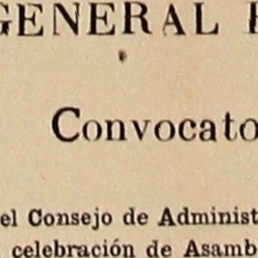 GENERAL
Convocato
el Consejo de Administ
celebración de Asamb